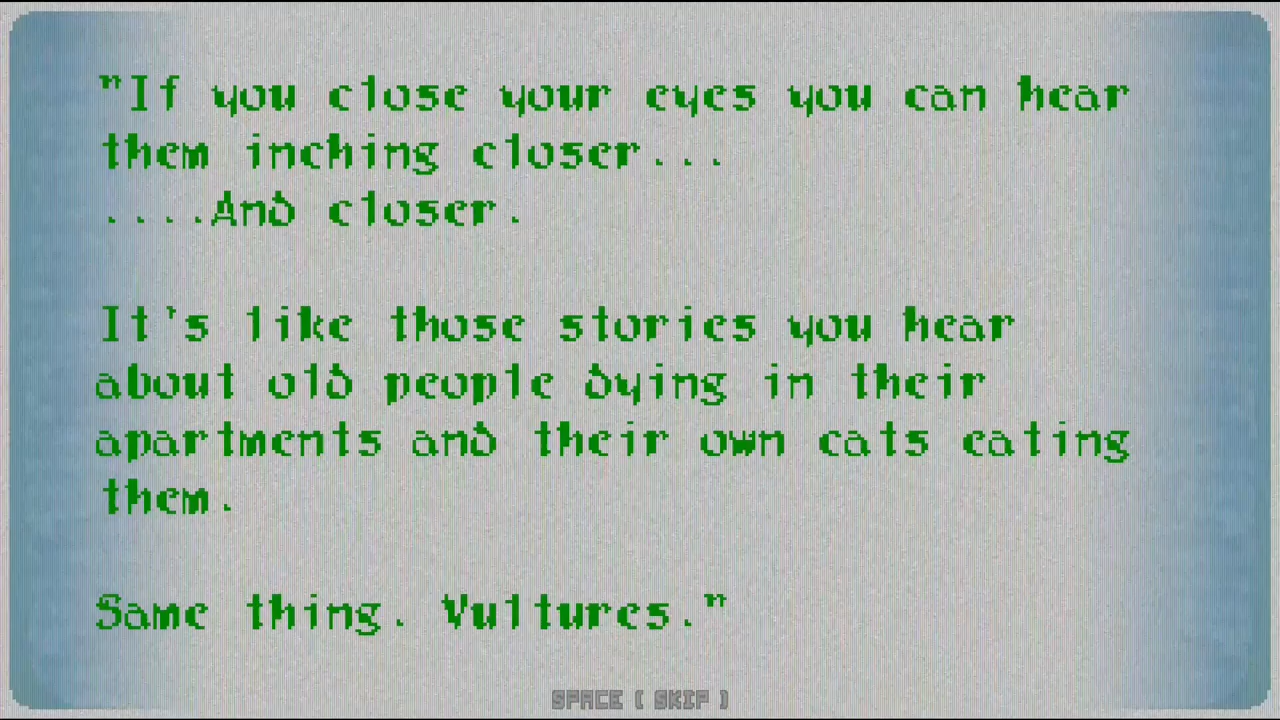 "If you close your eyes you can hear
them inching closer...
....And closer.
It's like those stories you hear
about old people dying in their
apartments and their own cats eating
them.
Same thing. Vultures."
SPACE ( SKIP )